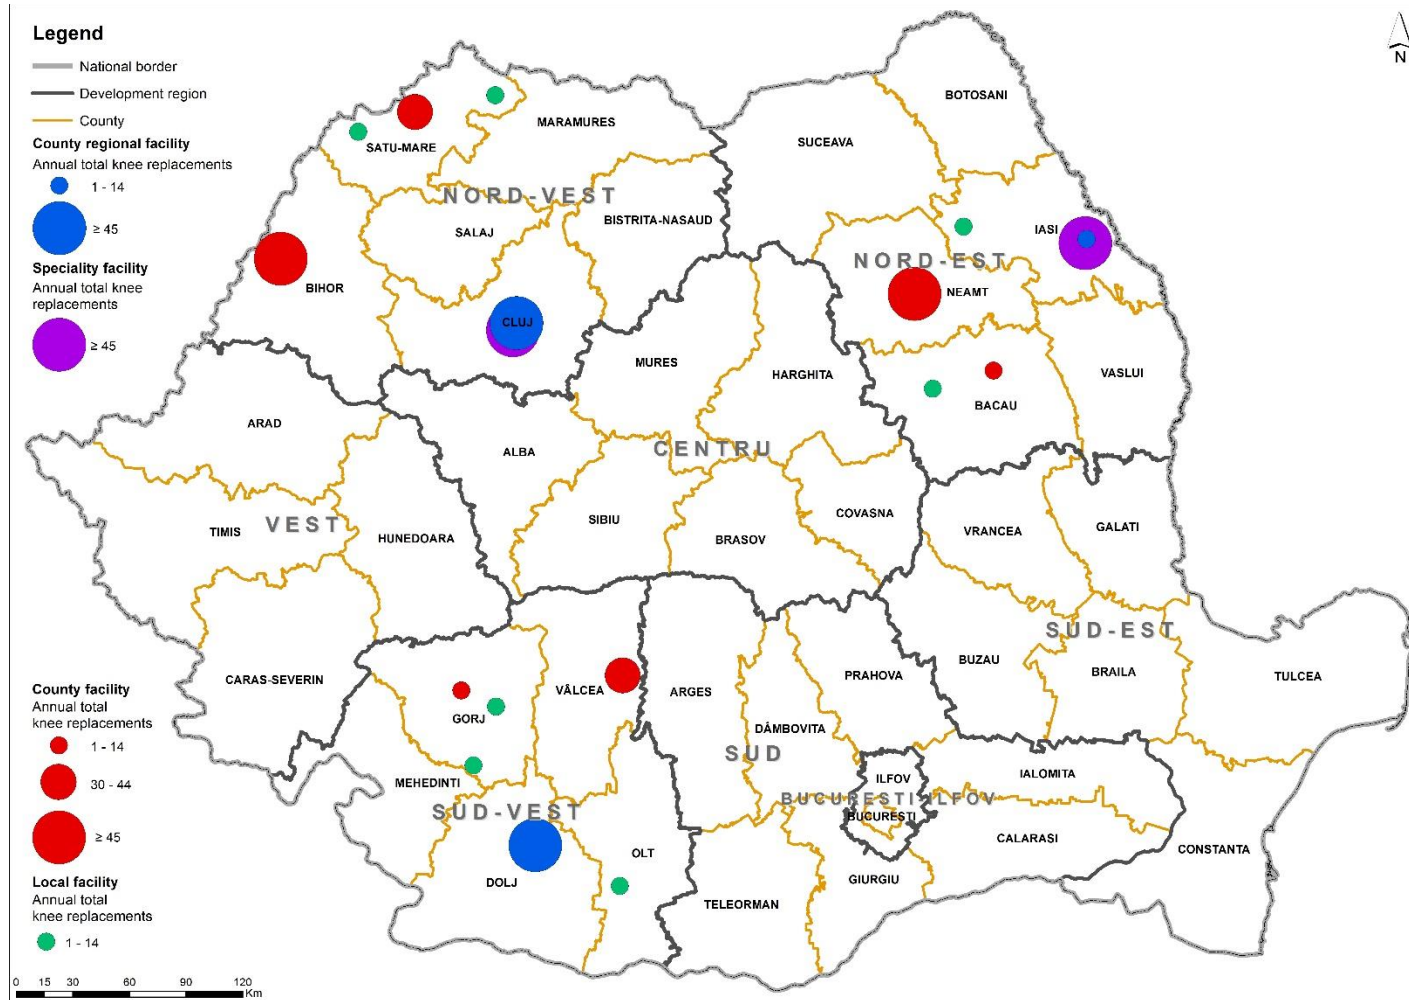 Legend
National border
Development region
County
County regional facility
Annual total knee replacements
1 - 14
≥ 45
Speciality facility
Annual total knee
replacements
≥ 45
County facility
Annual total
knee replacements
1 - 14
30 - 44
≥ 45
Local facility
Annual total
knee replacements
1 - 14
0 15 30 60 90 120
Km
N
BOTOSANI
MARAMURES
SUCEAVA
SATU-MARE
NORD-VEST
BISTRITA-NASAUD
SALAJ
IASI
NORD-EST
BIHOR
NEAMT
CLUJ
MURES
HARGHITA
VASLUI
BACAU
ARAD
ALBA
CENTRU
COVASNA
SIBIU
VEST
TIMIS
HUNEDOARA
BRASOV
VRANCEA
GALATI
SUD-EST
BUZAU
BRAILA
TULCEA
CARAS-SEVERIN
VÂLCEA
ARGES
PRAHOVA
GORJ
DÂMBOVITA
SUD
MEHEDINTI
ILFOV
IALOMITA
BUCURESTI-ILFOV
SUD-VEST
BUCURESTI
CALARASI
CONSTANTA
OLT
DOLJ
GIURGIU
TELEORMAN